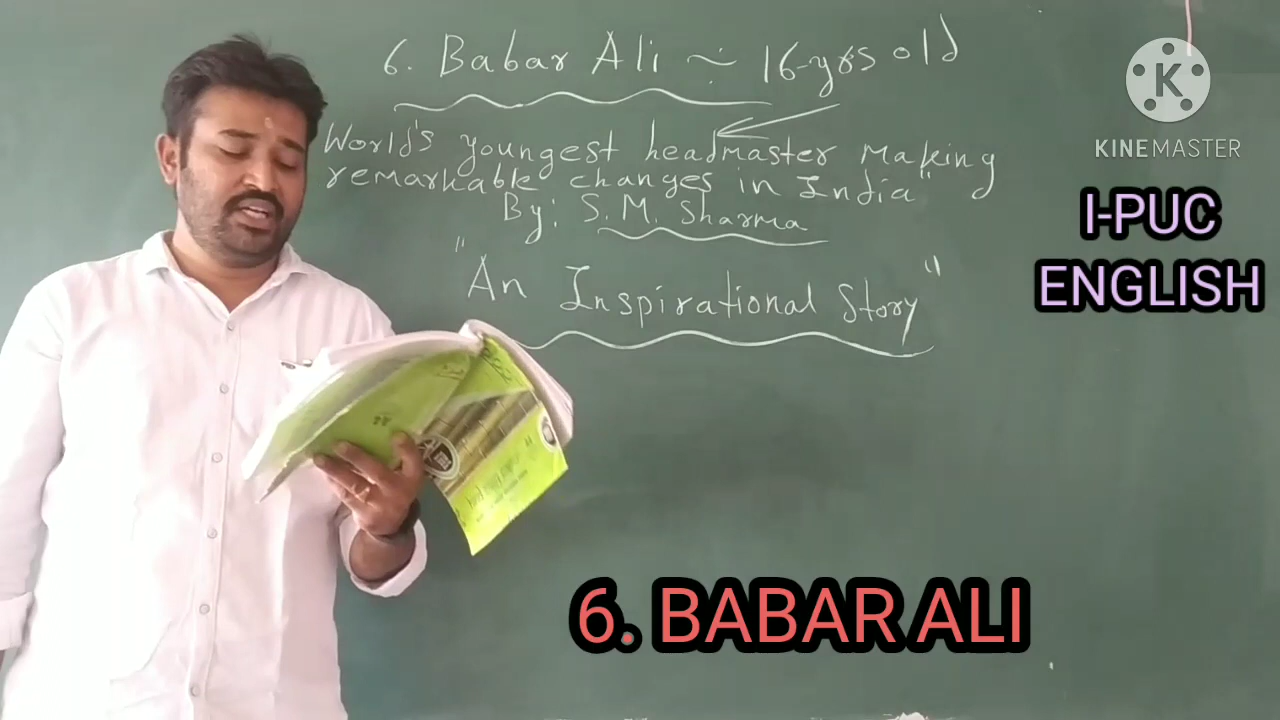 6. Babar Ali ~ 16-yrs old
World's youngest headmaster making
remarkable changes in India"
By: S. M. Sharma
"An Inspirational Story"
K
KINEMASTER
I-PUC
ENGLISH
6. BABAR ALI